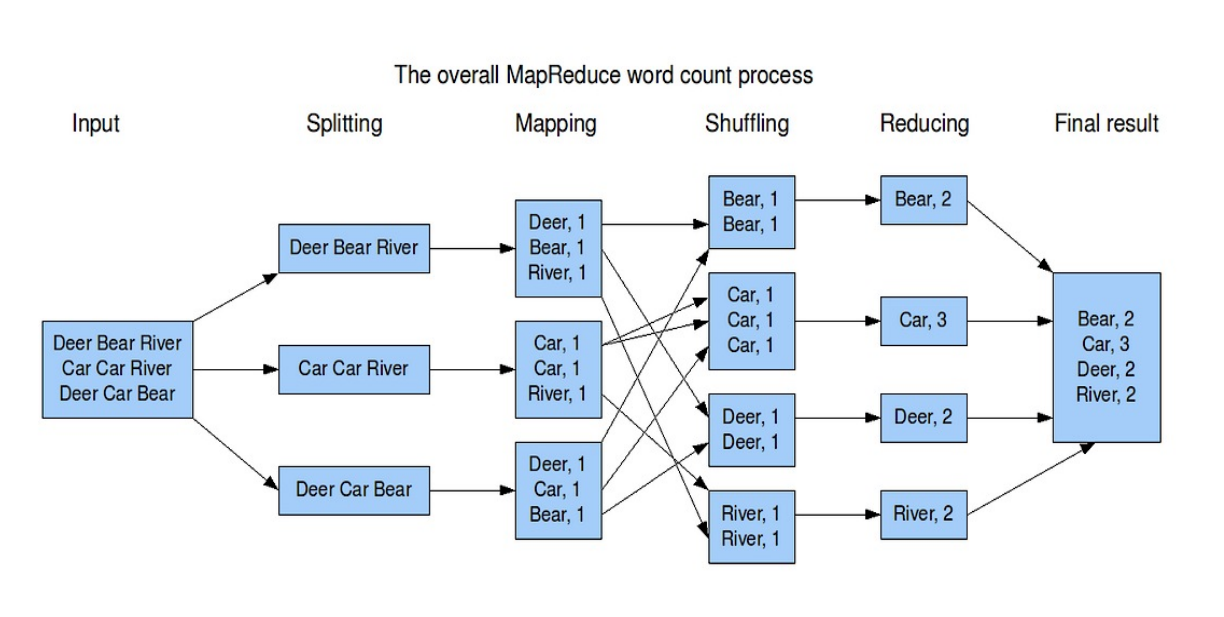 The overall MapReduce word count process
Input
Splitting
Mapping
Shuffling
Reducing
Final result
Deer Bear River
Car Car River
Deer Car Bear
Deer Bear River
Car Car River
Deer Car Bear
Deer, 1
Bear, 1
River, 1
Car, 1
Car, 1
River, 1
Deer, 1
Car, 1
Bear, 1
Bear, 1
Bear, 1
Car, 1
Car, 1
Car, 1
Deer, 1
Deer, 1
River, 1
River, 1
Bear, 2
Car, 3
Deer, 2
River, 2
Bear, 2
Car, 3
Deer, 2
River, 2